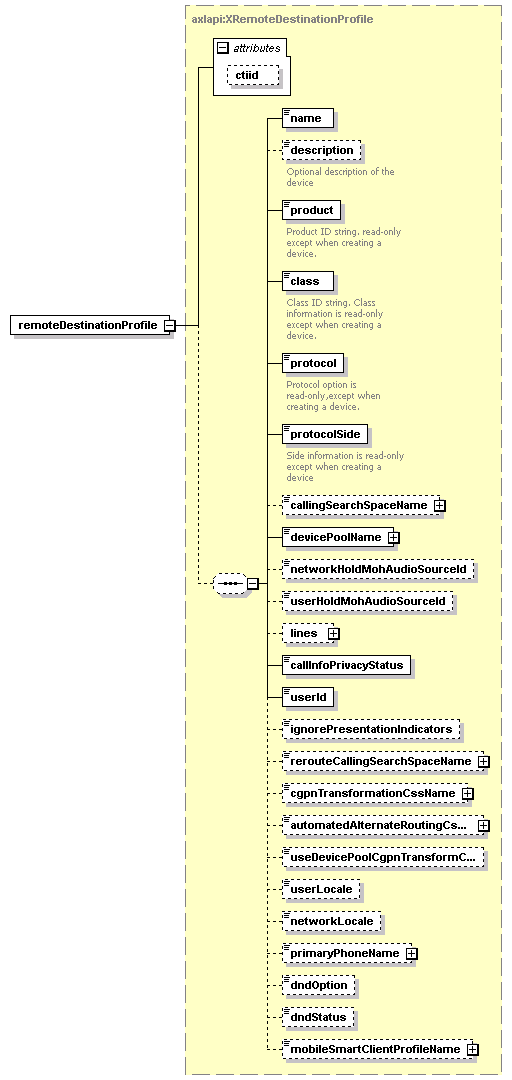 axlapi:XRemoteDestinationProfile
attributes
ctiid
name
description
Optional description of the
device
product
Product ID string. read-only
except when creating a
device.
class
Class ID string. Class
information is read-only
except when creating a
device.
remoteDestinationProfile
protocol
Protocol option is
read-only,except when
creating a device.
protocolSide
Side information is read-only
except when creating a
device
callingSearchSpaceName
devicePoolName
networkHoldMohAudioSourceId
userHoldMohAudioSourceId
lines
callInfoPrivacyStatus
userId
ignorePresentationIndicators
rerouteCallingSearchSpaceName
cgpnTransformationCssName
automatedAlternateRoutingCs...
useDevicePoolCgpnTransformC...
userLocale
networkLocale
primaryPhoneName
dndOption
dndStatus
mobileSmartClientProfileName